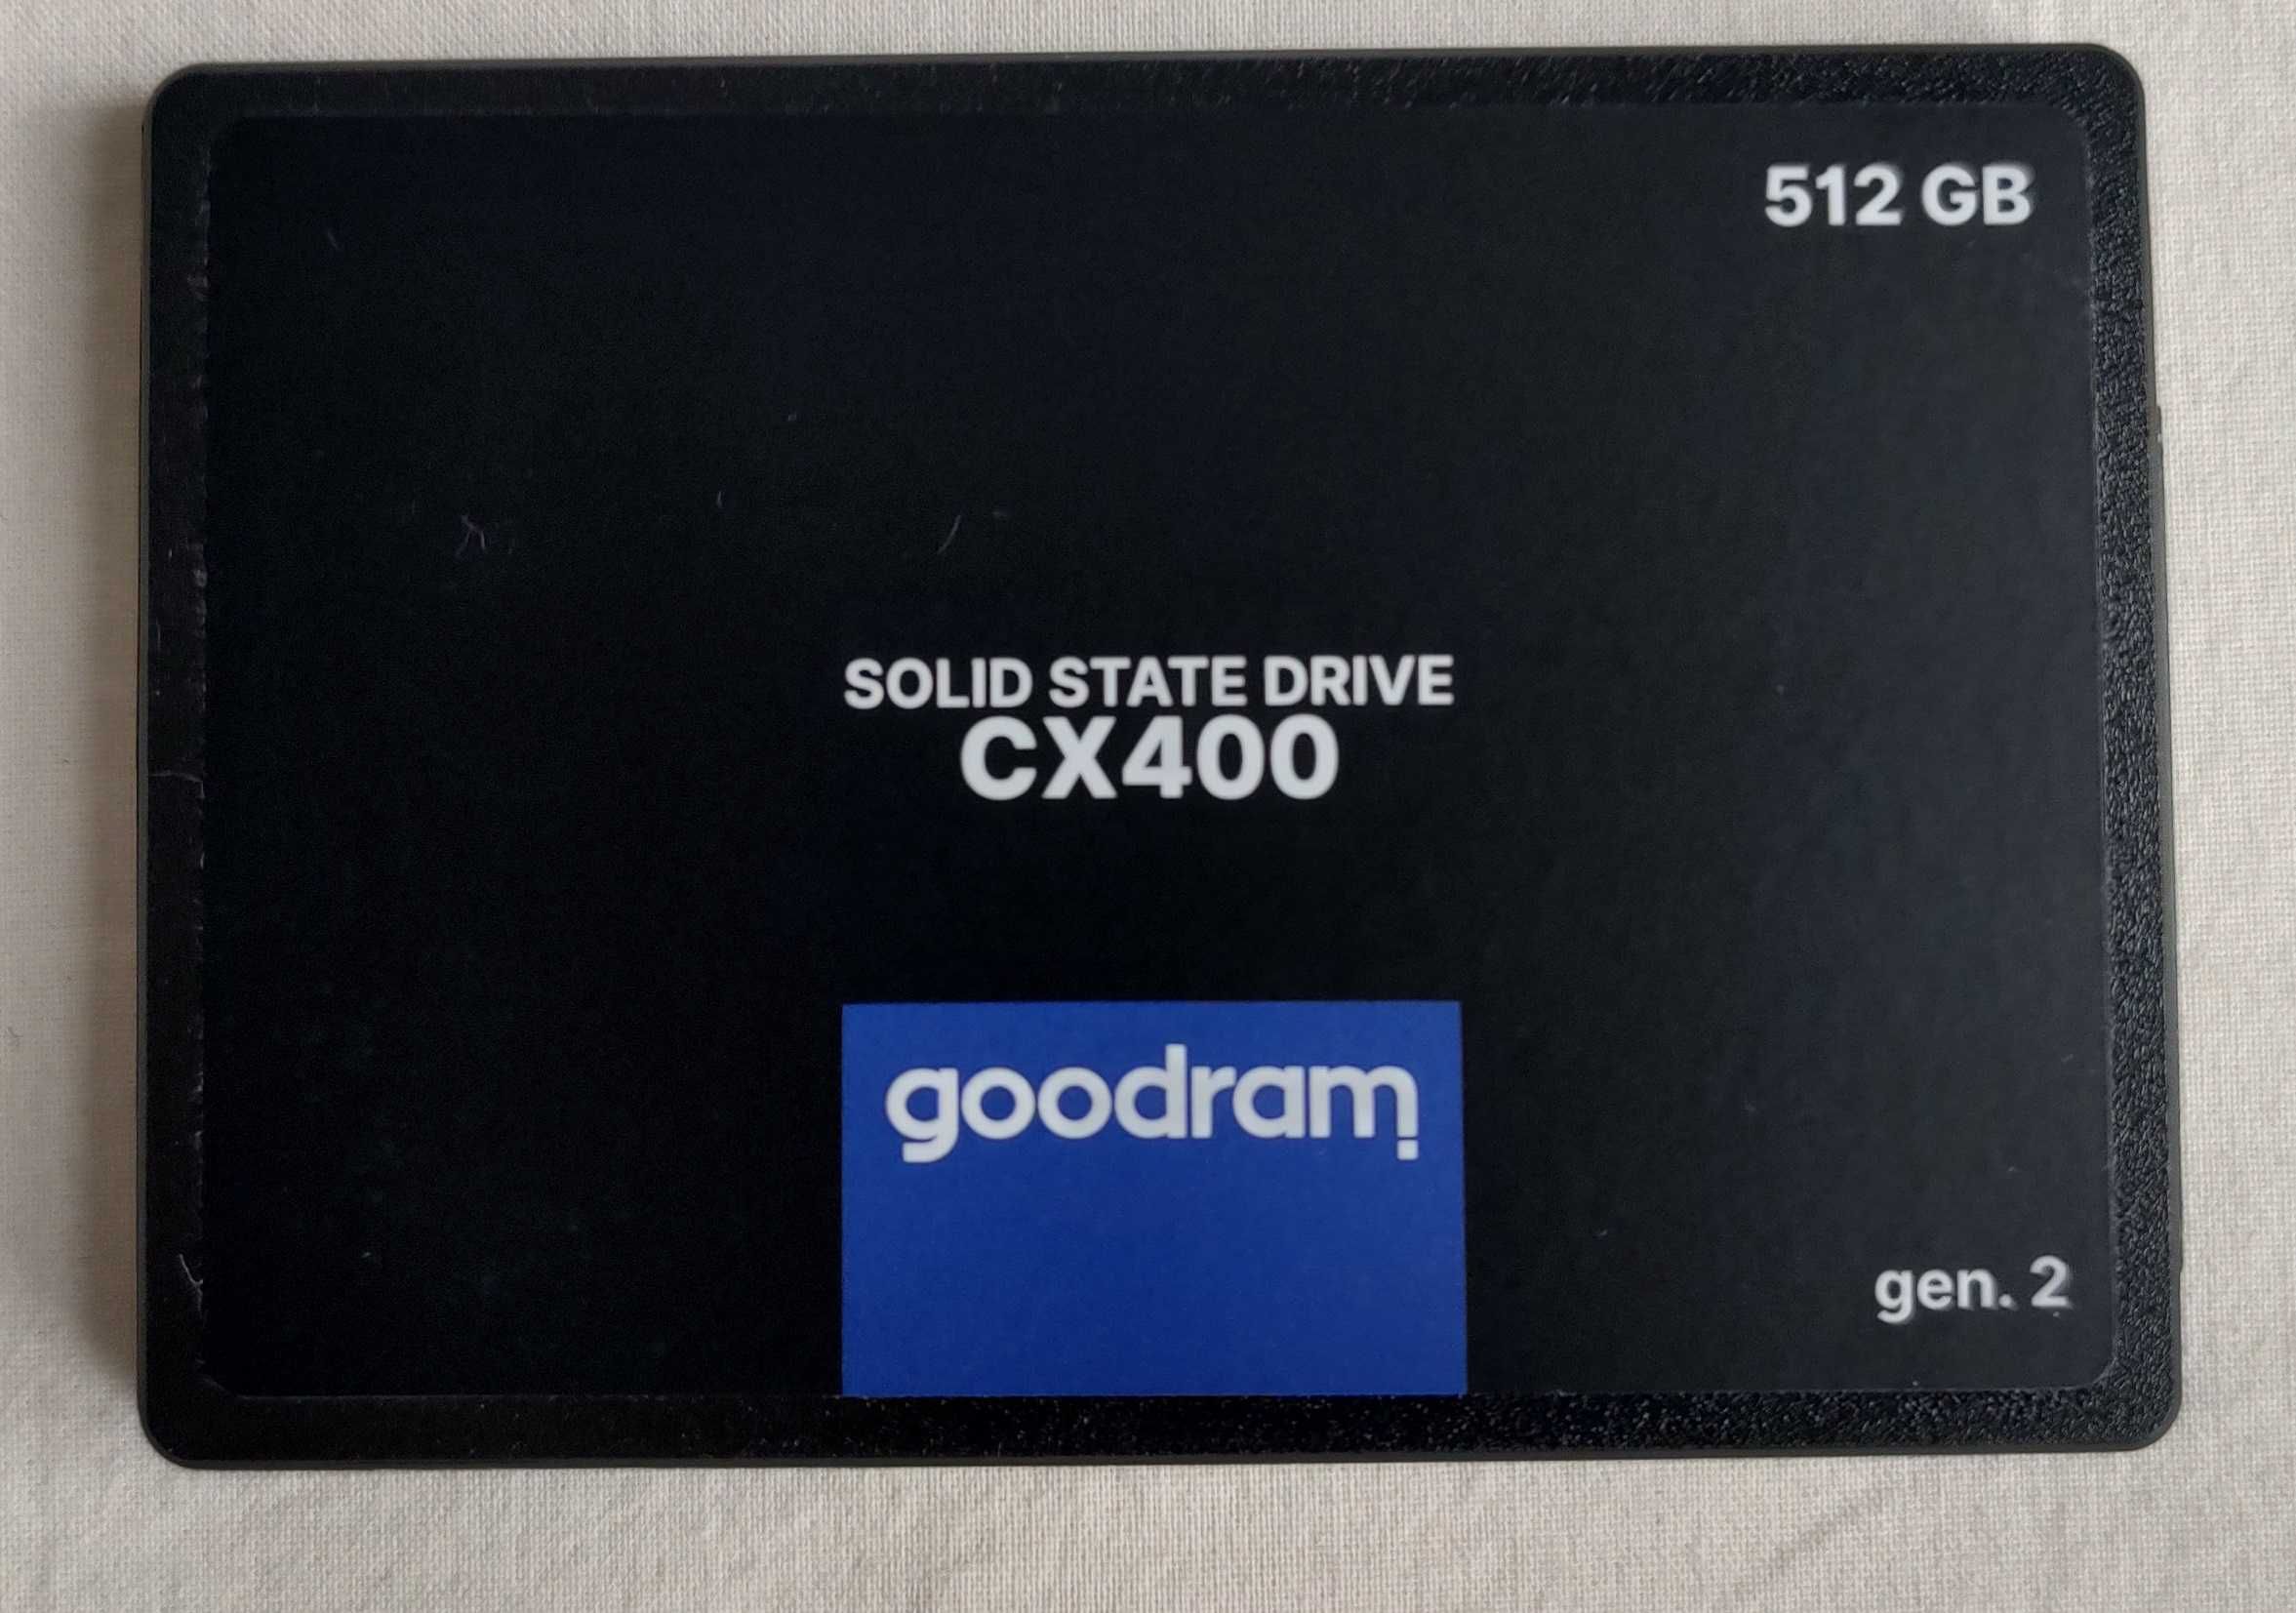 512 GB
SOLID STATE DRIVE
CX400
goodram
gen. 2